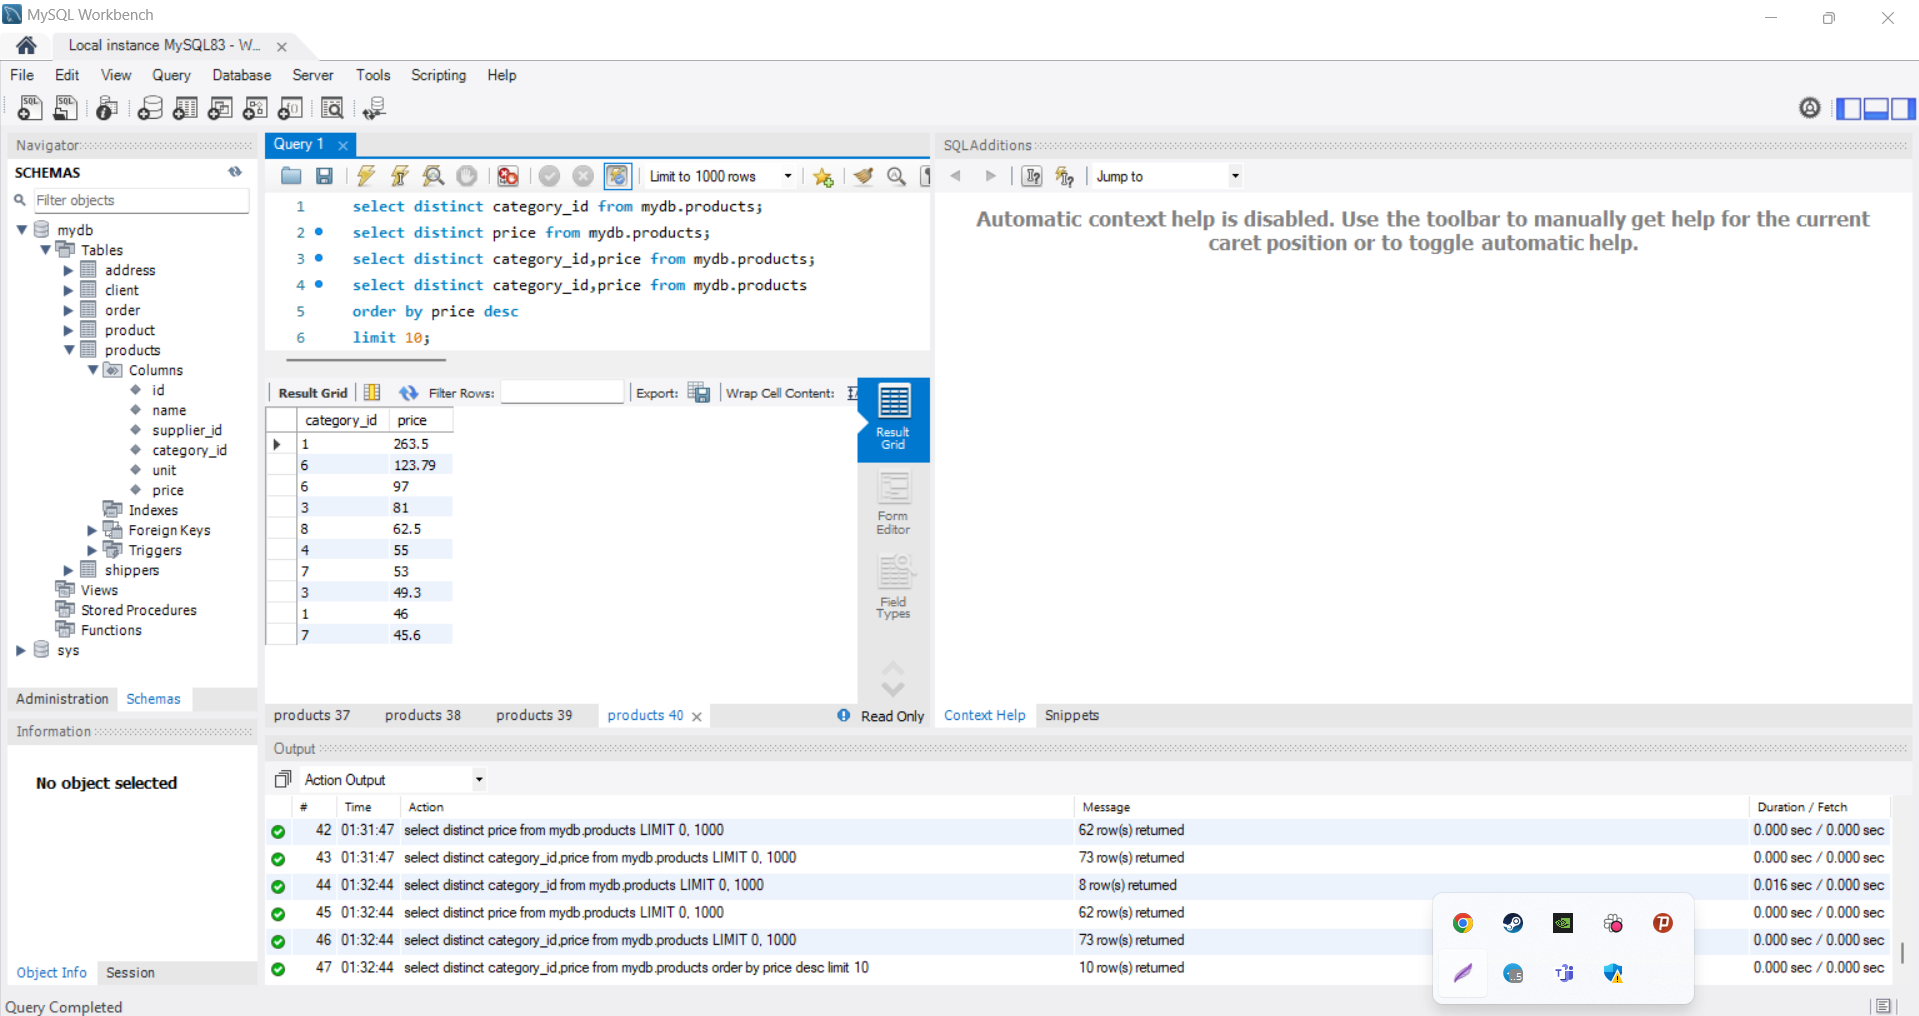 MySQL Workbench
Local instance MySQL83 - W...
File Edit View Query Database Server Tools Scripting Help
Navigator
SCHEMAS
Filter objects
mydb
Tables
address
client
order
product
products
Columns
id
name
supplier_id
category_id
unit
price
Indexes
Foreign Keys
Triggers
shippers
Views
Stored Procedures
Functions
sys
Administration Schemas
Information
No object selected
Object Info Session
Query 1
Limit to 1000 rows
1 select distinct category_id from mydb.products;
2 select distinct price from mydb.products;
3 select distinct category_id,price from mydb.products;
4 select distinct category_id,price from mydb.products
5 order by price desc
6 limit 10;
Result Grid Filter Rows: Export: Wrap Cell Content:
category_id price
1 263.5
6 123.79
6 97
3 81
8 62.5
4 55
7 53
3 49.3
1 46
7 45.6
Result
Grid
Form
Editor
Field
Types
products 37 products 38 products 39 products 40 Read Only
SQLAdditions
Jump to
Automatic context help is disabled. Use the toolbar to manually get help for the current
caret position or to toggle automatic help.
Context Help Snippets
Output
Action Output
# Time Action Message Duration / Fetch
42 01:31:47 select distinct price from mydb.products LIMIT 0, 1000 62 row(s) returned 0.000 sec / 0.000 sec
43 01:31:47 select distinct category_id,price from mydb.products LIMIT 0, 1000 73 row(s) returned 0.000 sec / 0.000 sec
44 01:32:44 select distinct category_id from mydb.products LIMIT 0, 1000 8 row(s) returned 0.016 sec / 0.000 sec
45 01:32:44 select distinct price from mydb.products LIMIT 0, 1000 62 row(s) returned 0.000 sec / 0.000 sec
46 01:32:44 select distinct category_id,price from mydb.products LIMIT 0, 1000 73 row(s) returned 0.000 sec / 0.000 sec
47 01:32:44 select distinct category_id,price from mydb.products order by price desc limit 10 10 row(s) returned 0.000 sec / 0.000 sec
Query Completed